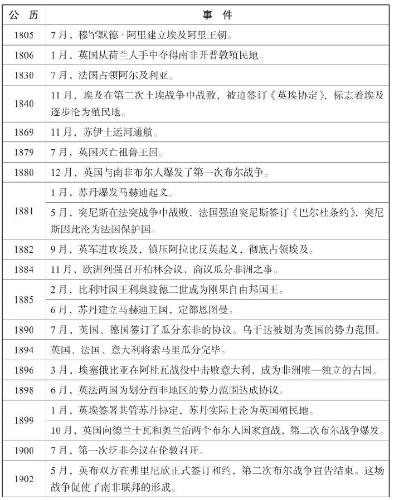 公 历 事 件
1805 7月，穆罕默德·阿里建立埃及阿里王朝。
1806 1月，英国从荷兰人手中夺得南非开普敦殖民地。
1830 7月，法国占领阿尔及利亚。
1840 11月，埃及在第二次土埃战争中战败，被迫签订《英埃协定》，标志着埃及
逐步沦为殖民地。
1869 11月，苏伊士运河通航。
1879 7月，英国灭亡祖鲁王国。
1880 12月，英国与南非布尔人爆发了第一次布尔战争。
1881 1月，苏丹爆发马赫迪起义。
5月，突尼斯在法突战争中战败，法国强迫突尼斯签订《巴尔杜条约》，突尼
斯因此沦为法国保护国。
1882 9月，英军进攻埃及，镇压阿拉比反英起义，彻底占领埃及。
1884 11月，欧洲列强召开柏林会议，商议瓜分非洲之事。
1885 2月，比利时国王利奥波德二世成为刚果自由邦国王。
6月，苏丹建立马赫迪王国，定都恩图曼。
1890 7月，英国、德国签订了瓜分东非的协议。乌干达被划为英国的势力范围。
1894 英国、法国、意大利将索马里瓜分完毕。
1896 3月，埃塞俄比亚在阿杜瓦战役中击败意大利，成为非洲唯一独立的古国。
1898 6月，英法两国为划分西非地区的势力范围达成协议。
1899 1月，英埃签署共管苏丹协定，苏丹实际上沦为英国殖民地。
10月，英国向德兰士瓦和奥兰治两个布尔人国家宣战，第二次布尔战争爆发。
1900 7月，第一次泛非会议在伦敦召开。
1902 5月，英布双方在弗里尼欣正式签订和约，第二次布尔战争宣告结束。这场
战争促使了南非联邦的形成。